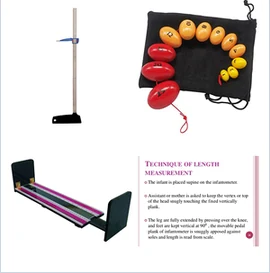 TECHNIQUE OF LENGTH
MEASUREMENT
The infant is placed supine on the infantometer.
Assistant or mother is asked to keep the vertex or top
of the head snugly touching the fixed vertical
plank.
The leg are fully extended by pressing over the knee,
and feet are kept vertical at 90⁰, the movable pedal
plank of infantometer is snuggly apposed against
soles and length is read from scale.